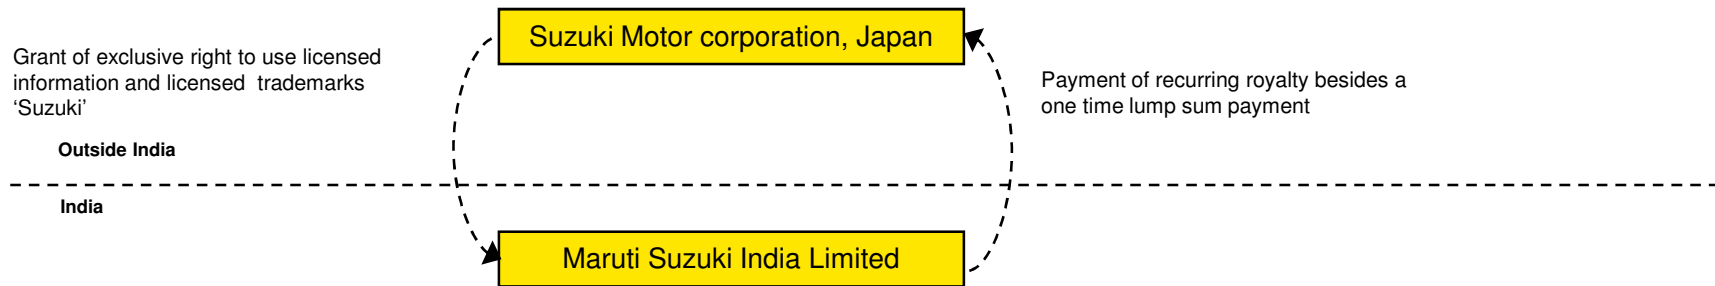 Suzuki Motor corporation, Japan
Grant of exclusive right to use licensed
information and licensed trademarks
‘Suzuki’
Payment of recurring royalty besides a
one time lump sum payment
Outside India
India
Maruti Suzuki India Limited